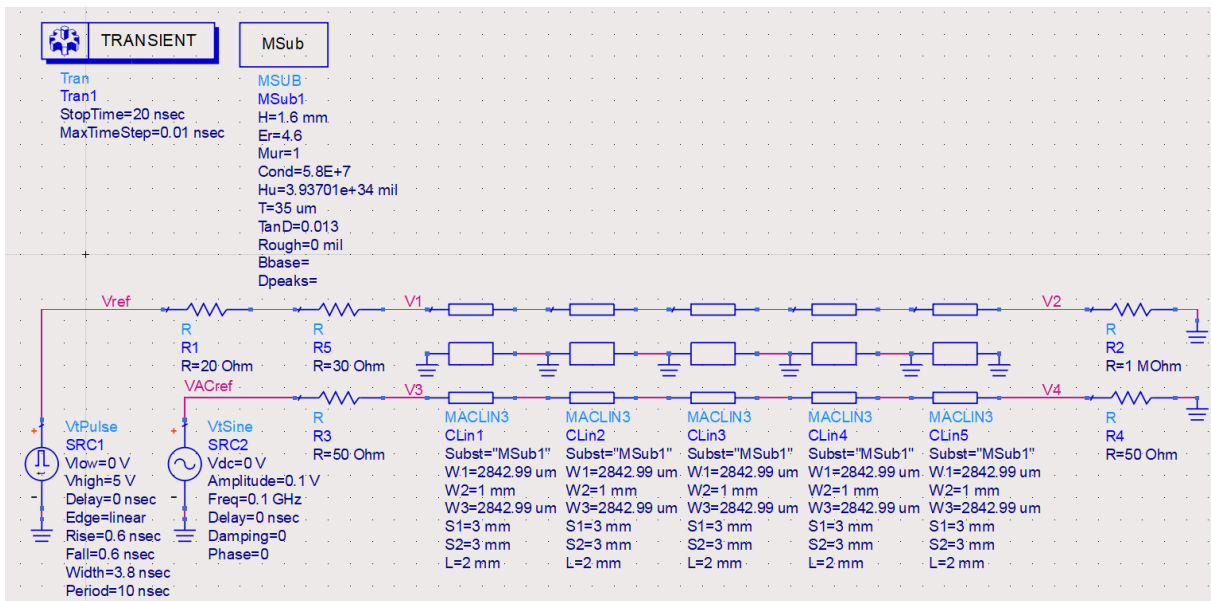 TRANSIENT
Tran
Tran1
StopTime=20 nsec
MaxTimeStep=0.01 nsec
MSub
MSUB
MSub1
H=1.6 mm
Er=4.6
Mur=1
Cond=5.8E+7
Hu=3.93701e+34 mil
T=35 um
TanD=0.013
Rough=0 mil
Bbase=
Dpeaks=
Vref
V1
V2
R
R1
R=20 Ohm
R
R5
R=30 Ohm
R
R2
R=1 MOhm
VACref
V3
V4
R
R3
R=50 Ohm
R
R4
R=50 Ohm
VtPulse
SRC1
Vlow=0 V
Vhigh=5 V
Delay=0 nsec
Edge=linear
Rise=0.6 nsec
Fall=0.6 nsec
Width=3.8 nsec
Period=10 nsec
VtSine
SRC2
Vdc=0 V
Amplitude=0.1 V
Freq=0.1 GHz
Delay=0 nsec
Damping=0
Phase=0
MACLIN3
CLin1
Subst="MSub1"
W1=2842.99 um
W2=1 mm
W3=2842.99 um
S1=3 mm
S2=3 mm
L=2 mm
MACLIN3
CLin2
Subst="MSub1"
W1=2842.99 um
W2=1 mm
W3=2842.99 um
S1=3 mm
S2=3 mm
L=2 mm
MACLIN3
CLin3
Subst="MSub1"
W1=2842.99 um
W2=1 mm
W3=2842.99 um
S1=3 mm
S2=3 mm
L=2 mm
MACLIN3
CLin4
Subst="MSub1"
W1=2842.99 um
W2=1 mm
W3=2842.99 um
S1=3 mm
S2=3 mm
L=2 mm
MACLIN3
CLin5
Subst="MSub1"
W1=2842.99 um
W2=1 mm
W3=2842.99 um
S1=3 mm
S2=3 mm
L=2 mm